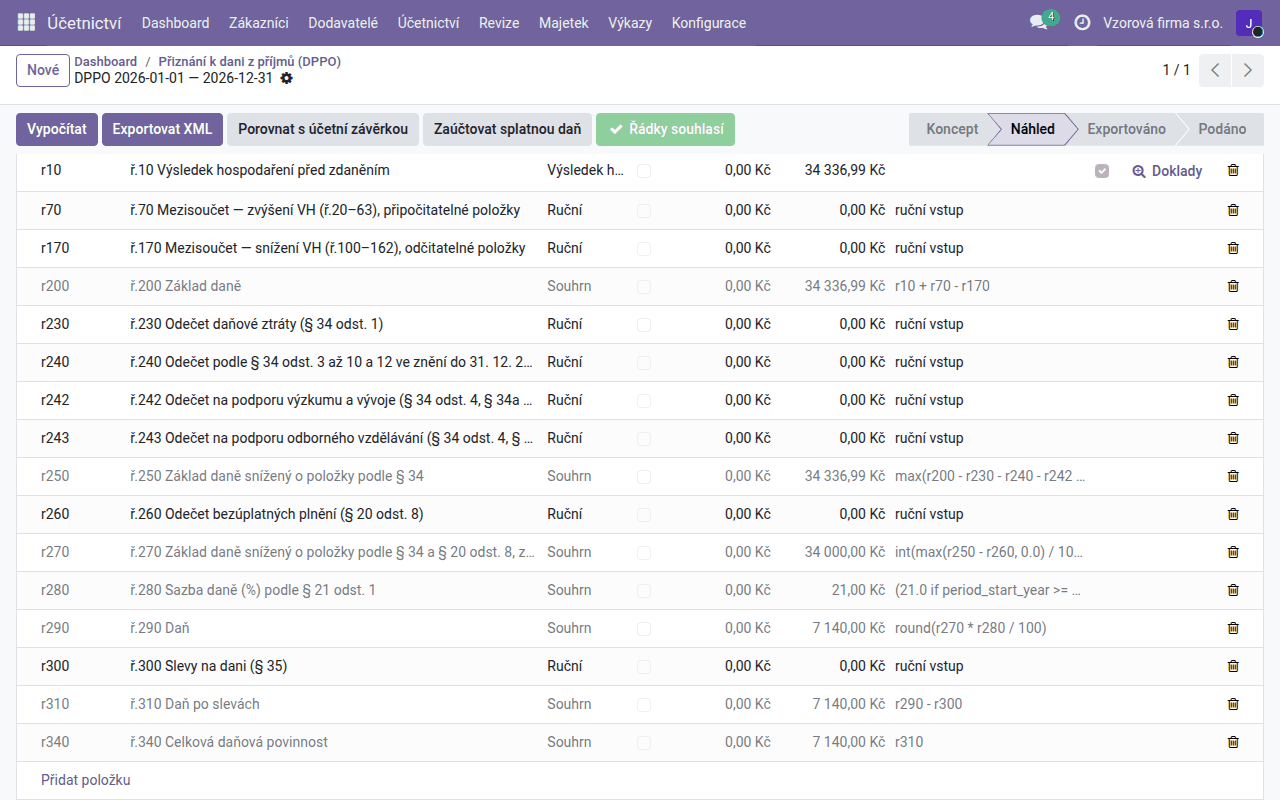 Účetnictví Dashboard Zákazníci Dodavatelé Účetnictví Revize Majetek Výkazy Konfigurace 4 Vzorová firma s.r.o. J
Nové Dashboard / Přiznání k dani z příjmů (DPPO) 1 / 1
DPPO 2026-01-01 — 2026-12-31
Vypočítat Exportovat XML Porovnat s účetní závěrkou Zaúčtovat splatnou daň Řádky souhlasí Koncept Náhled Exportováno Podáno
r10 ř.10 Výsledek hospodaření před zdaněním Výsledek h… 0,00 Kč 34 336,99 Kč Doklady
r70 ř.70 Mezisoučet — zvýšení VH (ř.20–63), připočitatelné položky Ruční 0,00 Kč 0,00 Kč ruční vstup
r170 ř.170 Mezisoučet — snížení VH (ř.100–162), odčitatelné položky Ruční 0,00 Kč 0,00 Kč ruční vstup
r200 ř.200 Základ daně Souhrn 0,00 Kč 34 336,99 Kč r10 + r70 - r170
r230 ř.230 Odečet daňové ztráty (§ 34 odst. 1) Ruční 0,00 Kč 0,00 Kč ruční vstup
r240 ř.240 Odečet podle § 34 odst. 3 až 10 a 12 ve znění do 31. 12. 2… Ruční 0,00 Kč 0,00 Kč ruční vstup
r242 ř.242 Odečet na podporu výzkumu a vývoje (§ 34 odst. 4, § 34a … Ruční 0,00 Kč 0,00 Kč ruční vstup
r243 ř.243 Odečet na podporu odborného vzdělávání (§ 34 odst. 4, § … Ruční 0,00 Kč 0,00 Kč ruční vstup
r250 ř.250 Základ daně snížený o položky podle § 34 Souhrn 0,00 Kč 34 336,99 Kč max(r200 - r230 - r240 - r242 …
r260 ř.260 Odečet bezúplatných plnění (§ 20 odst. 8) Ruční 0,00 Kč 0,00 Kč ruční vstup
r270 ř.270 Základ daně snížený o položky podle § 34 a § 20 odst. 8, z… Souhrn 0,00 Kč 34 000,00 Kč int(max(r250 - r260, 0.0) / 10…
r280 ř.280 Sazba daně (%) podle § 21 odst. 1 Souhrn 0,00 Kč 21,00 Kč (21.0 if period_start_year >= …
r290 ř.290 Daň Souhrn 0,00 Kč 7 140,00 Kč round(r270 * r280 / 100)
r300 ř.300 Slevy na dani (§ 35) Ruční 0,00 Kč 0,00 Kč ruční vstup
r310 ř.310 Daň po slevách Souhrn 0,00 Kč 7 140,00 Kč r290 - r300
r340 ř.340 Celková daňová povinnost Souhrn 0,00 Kč 7 140,00 Kč r310
Přidat položku